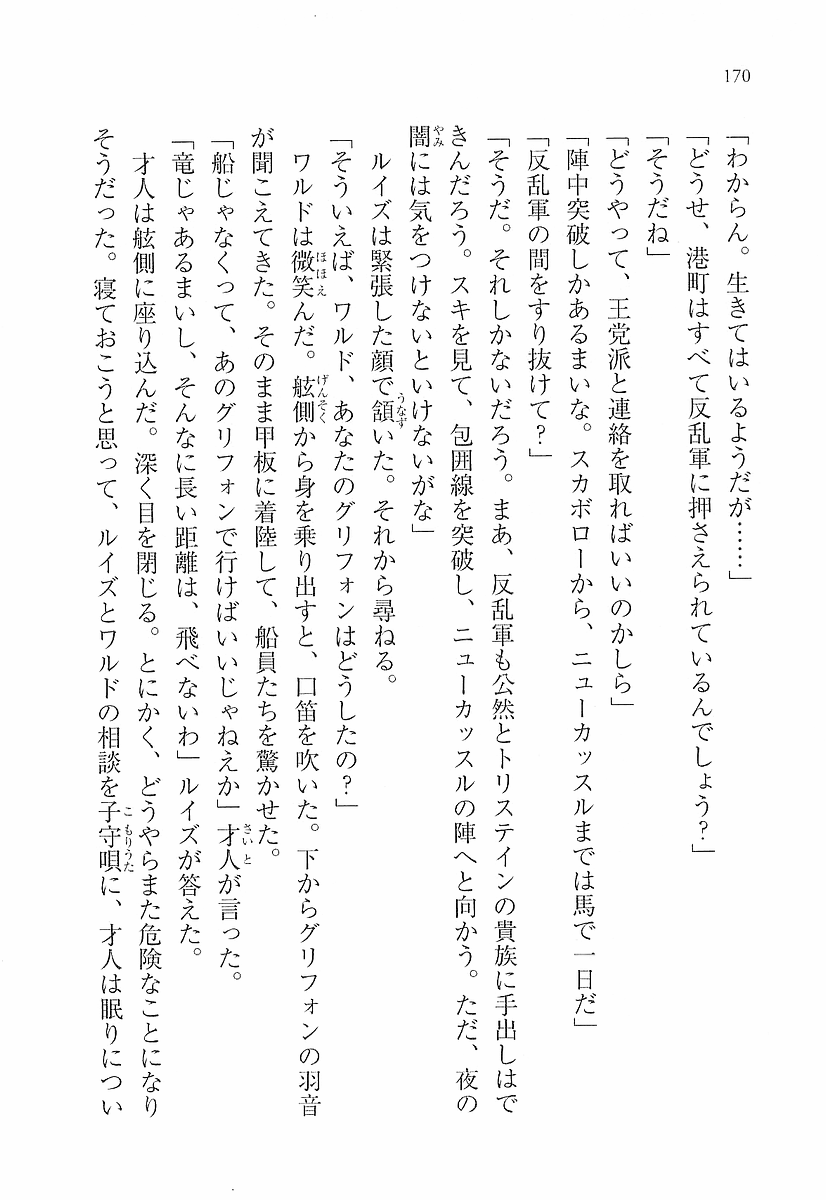 170
「わからん。生きてはいるようだが……」
「どうせ、港町はすべて反乱軍に押さえられているんでしょう？」
「そうだね」
「どうやって、王党派と連絡を取ればいいのかしら」
「陣中突破しかあるまいな。スカボローから、ニューカッスルまでは馬で一日だ」
「反乱軍の間をすり抜けて？」
「そうだ。それしかないだろう。まあ、反乱軍も公然とトリステインの貴族に手出しはで
きんだろう。スキを見て、包囲線を突破し、ニューカッスルの陣へと向かう。ただ、夜の
闇には気をつけないといけないがな」
ルイズは緊張した顔で頷いた。それから尋ねる。
「そういえば、ワルド、あなたのグリフォンはどうしたの？」
ワルドは微笑んだ。舷側から身を乗り出すと、口笛を吹いた。下からグリフォンの羽音
が聞こえてきた。そのまま甲板に着陸して、船員たちを驚かせた。
「船じゃなくって、あのグリフォンで行けばいいじゃねえか」才人が言った。
「竜じゃあるまいし、そんなに長い距離は、飛べないわ」ルイズが答えた。
才人は舷側に座り込んだ。深く目を閉じる。とにかく、どうやらまた危険なことになり
そうだった。寝ておこうと思って、ルイズとワルドの相談を子守唄に、才人は眠りについ